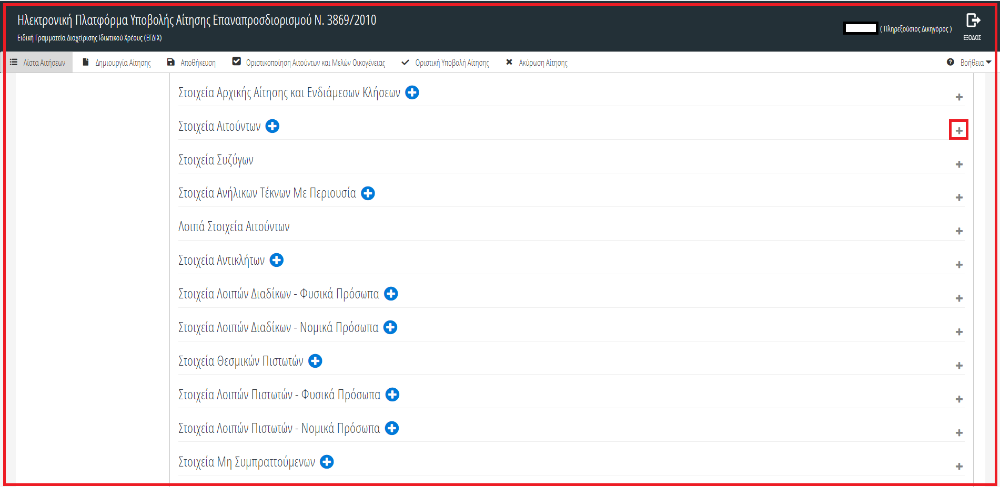 Ηλεκτρονική Πλατφόρμα Υποβολής Αίτησης Επαναπροσδιορισμού Ν. 3869/2010
Ειδική Γραμματεία Διαχείρισης Ιδιωτικού Χρέους (ΕΓΔΙΧ)
( Πληρεξούσιος Δικηγόρος )
ΕΞΟΔΟΣ
Λίστα Αιτήσεων Δημιουργία Αίτησης Αποθήκευση Οριστικοποίηση Αιτούντων και Μελών Οικογένειας Οριστική Υποβολή Αίτησης Ακύρωση Αίτησης Βοήθεια
Στοιχεία Αρχικής Αίτησης και Ενδιάμεσων Κλήσεων
Στοιχεία Αιτούντων
Στοιχεία Συζύγων
Στοιχεία Ανήλικων Τέκνων Με Περιουσία
Λοιπά Στοιχεία Αιτούντων
Στοιχεία Αντικλήτων
Στοιχεία Λοιπών Διαδίκων - Φυσικά Πρόσωπα
Στοιχεία Λοιπών Διαδίκων - Νομικά Πρόσωπα
Στοιχεία Θεσμικών Πιστωτών
Στοιχεία Λοιπών Πιστωτών - Φυσικά Πρόσωπα
Στοιχεία Λοιπών Πιστωτών - Νομικά Πρόσωπα
Στοιχεία Μη Συμπραττούμενων